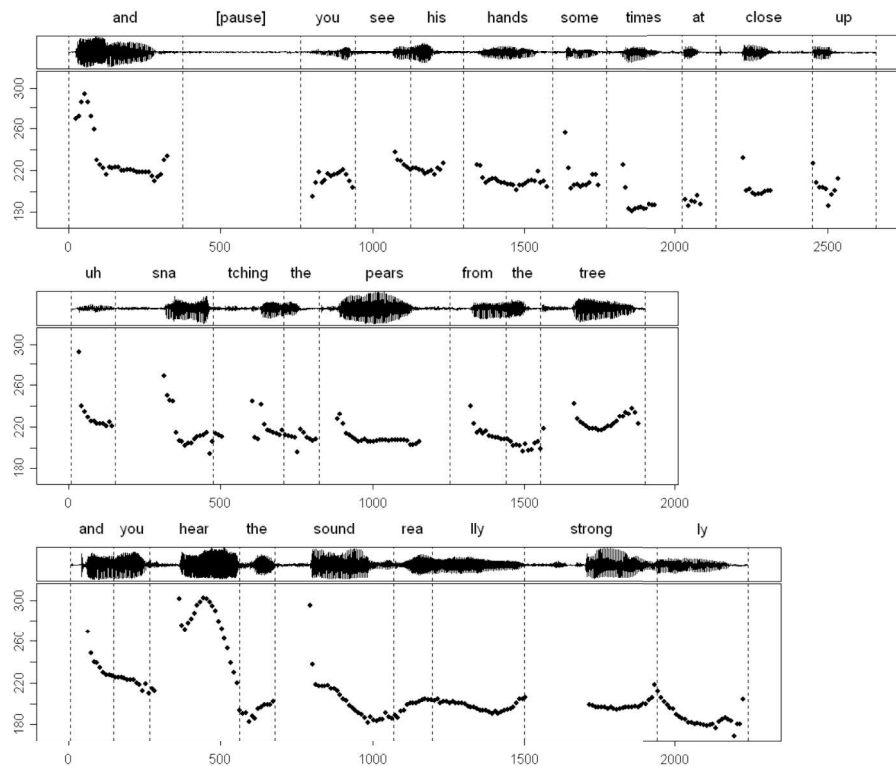 and [pause] you see his hands some times at close up
300
260
220
180
0 500 1000 1500 2000 2500
uh sna tching the pears from the tree
300
260
220
180
0 500 1000 1500 2000
and you hear the sound rea lly strong ly
300
260
220
180
0 500 1000 1500 2000